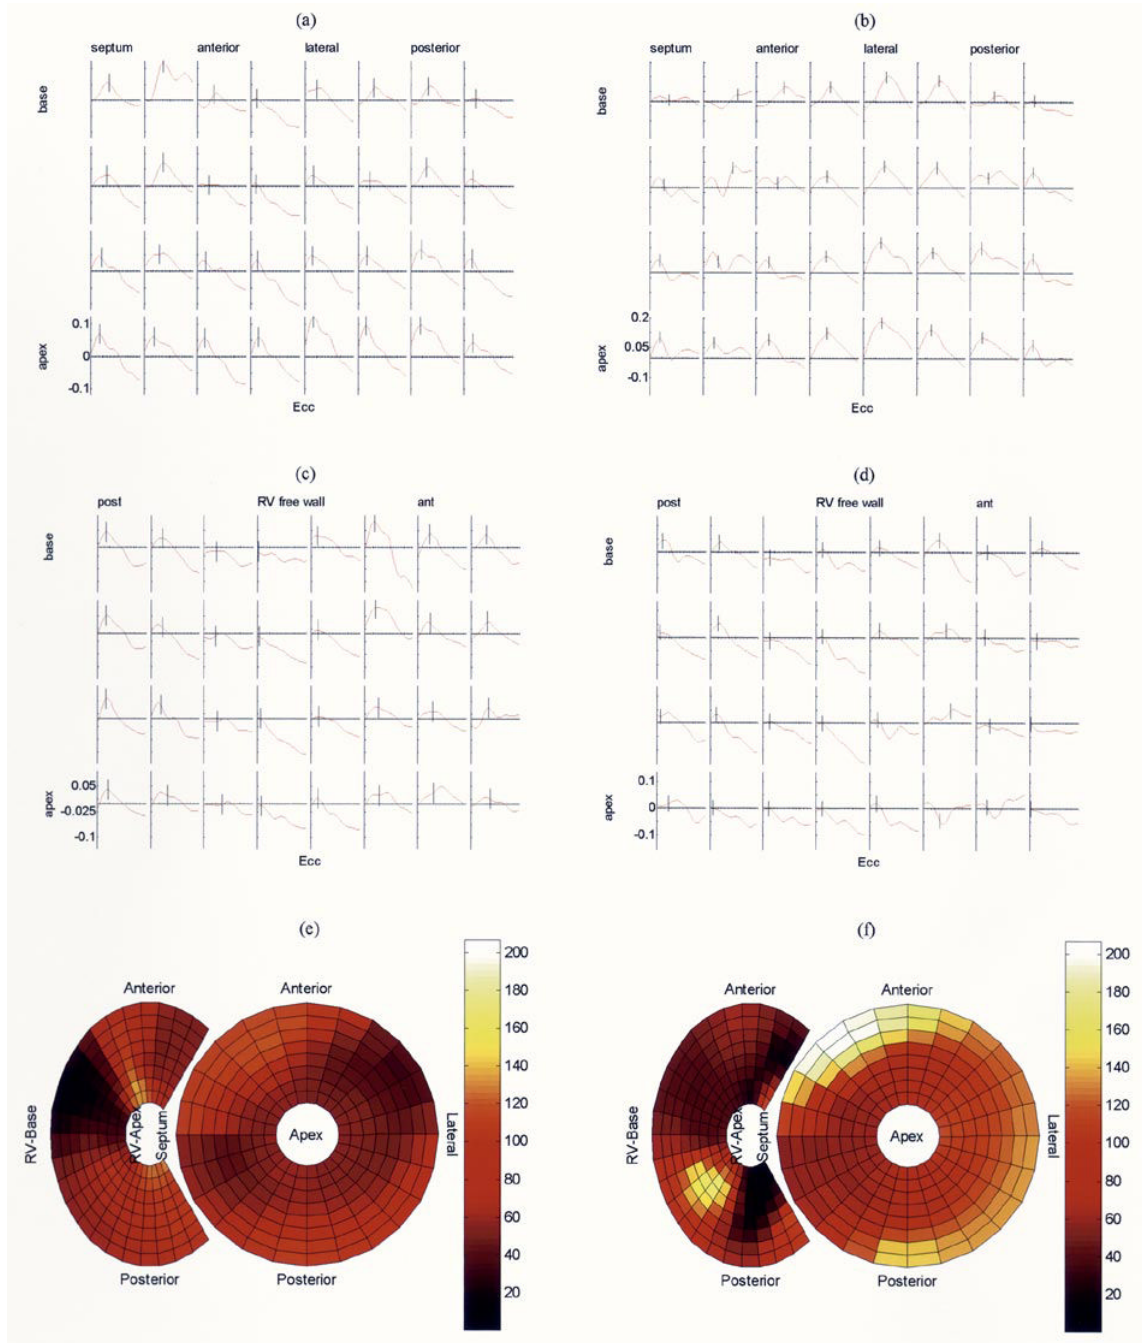 (a)
septum anterior lateral posterior
base
0.1
0
-0.1
apex
Ecc
(b)
septum anterior lateral posterior
base
0.2
0.05
-0.1
apex
Ecc
(c)
post RV free wall ant
base
0.05
-0.025
-0.1
apex
Ecc
(d)
post RV free wall ant
base
0.1
0
-0.1
apex
Ecc
(e)
Anterior Anterior
RV-Base
RV-Apex
Septum
Apex
Lateral
Posterior Posterior
200
180
160
140
120
100
80
60
40
20
(f)
Anterior Anterior
RV-Base
RV-Apex
Septum
Apex
Lateral
Posterior Posterior
200
180
160
140
120
100
80
60
40
20